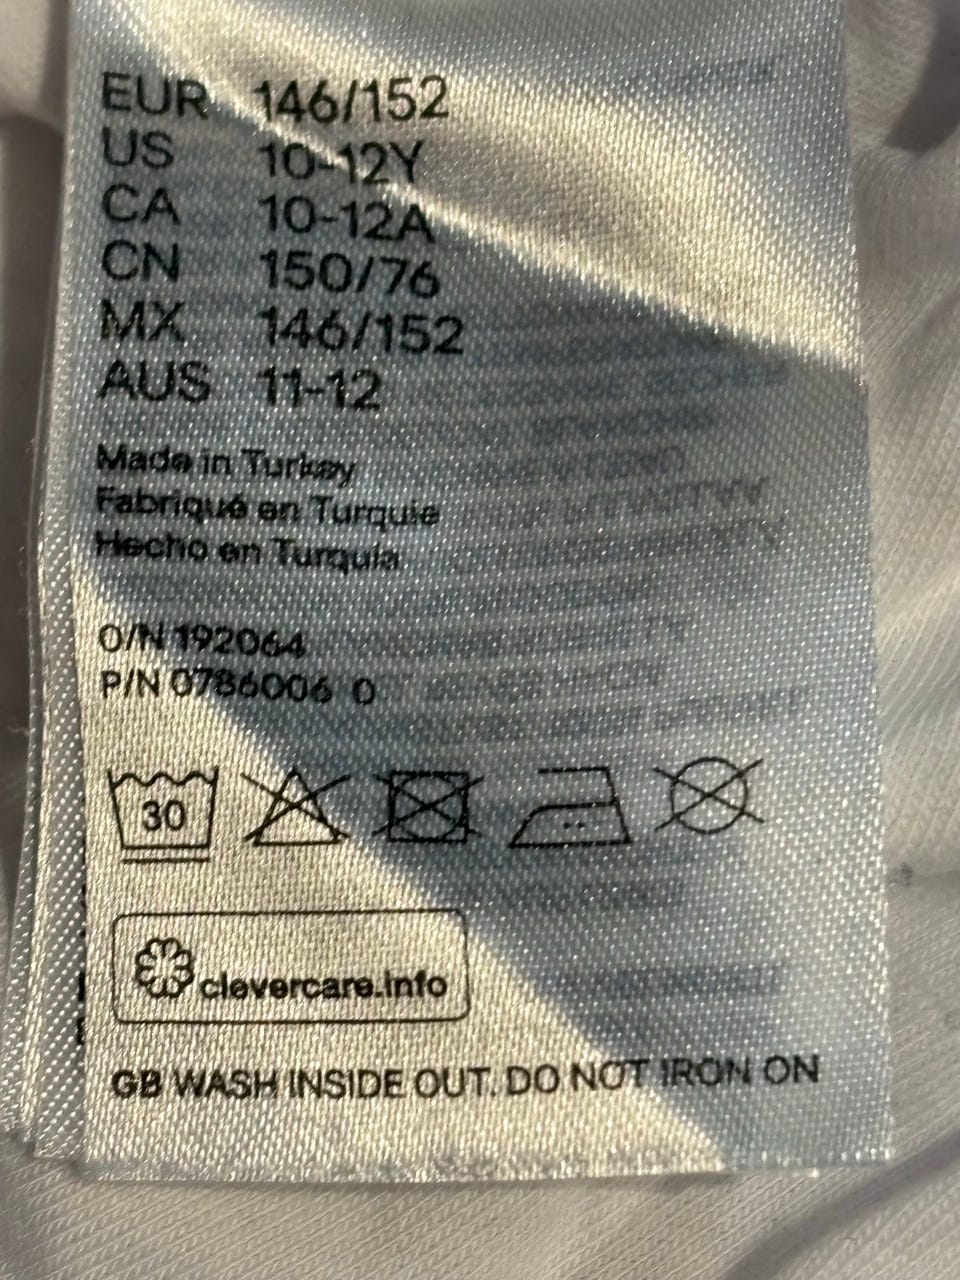 EUR 146/152
US 10-12Y
CA 10-12A
CN 150/76
MX 146/152
AUS 11-12
Made in Turkey
Fabriqué en Turquie
Hecho en Turquia
O/N 192064
P/N 0786006 0
30
clevercare.info
GB WASH INSIDE OUT. DO NOT IRON ON